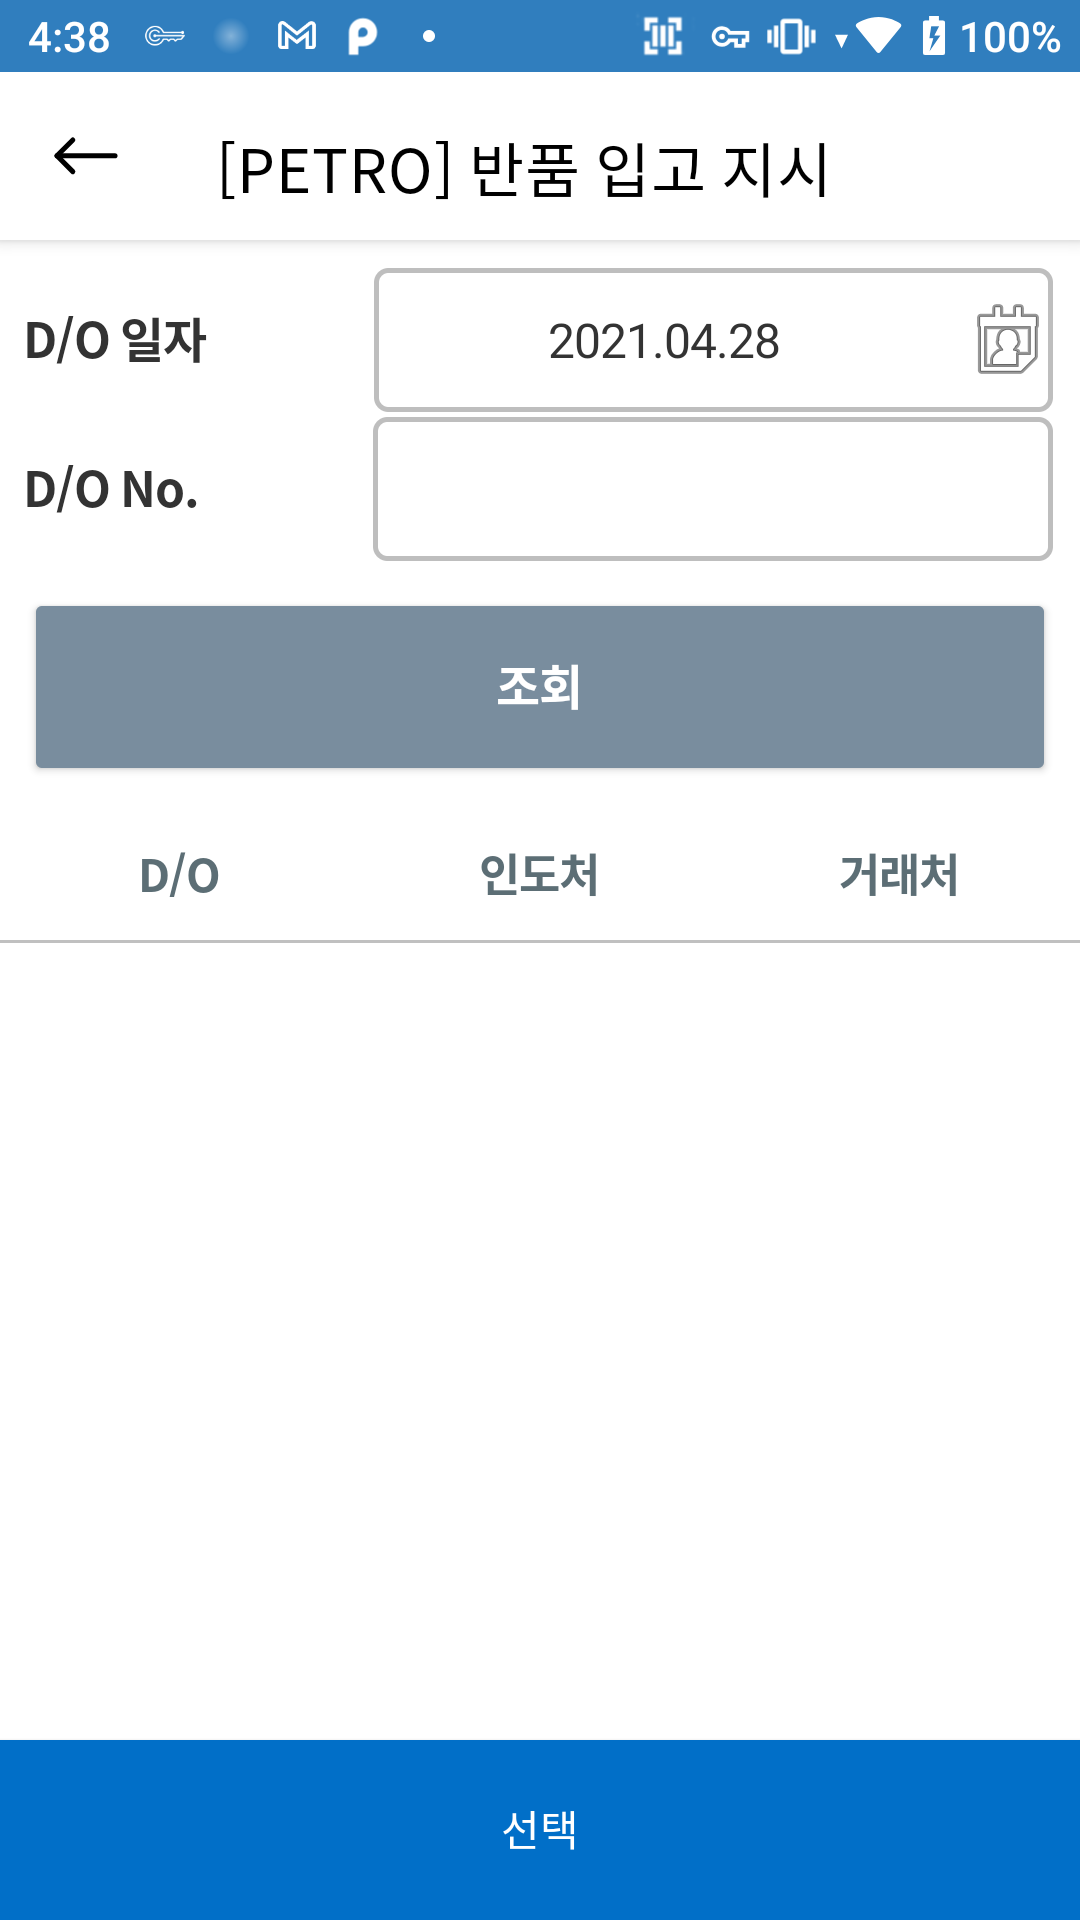 4:38 100%
[PETRO] 반품 입고 지시
D/O 일자 2021.04.28
D/O No.
조회
D/O 인도처 거래처
선택